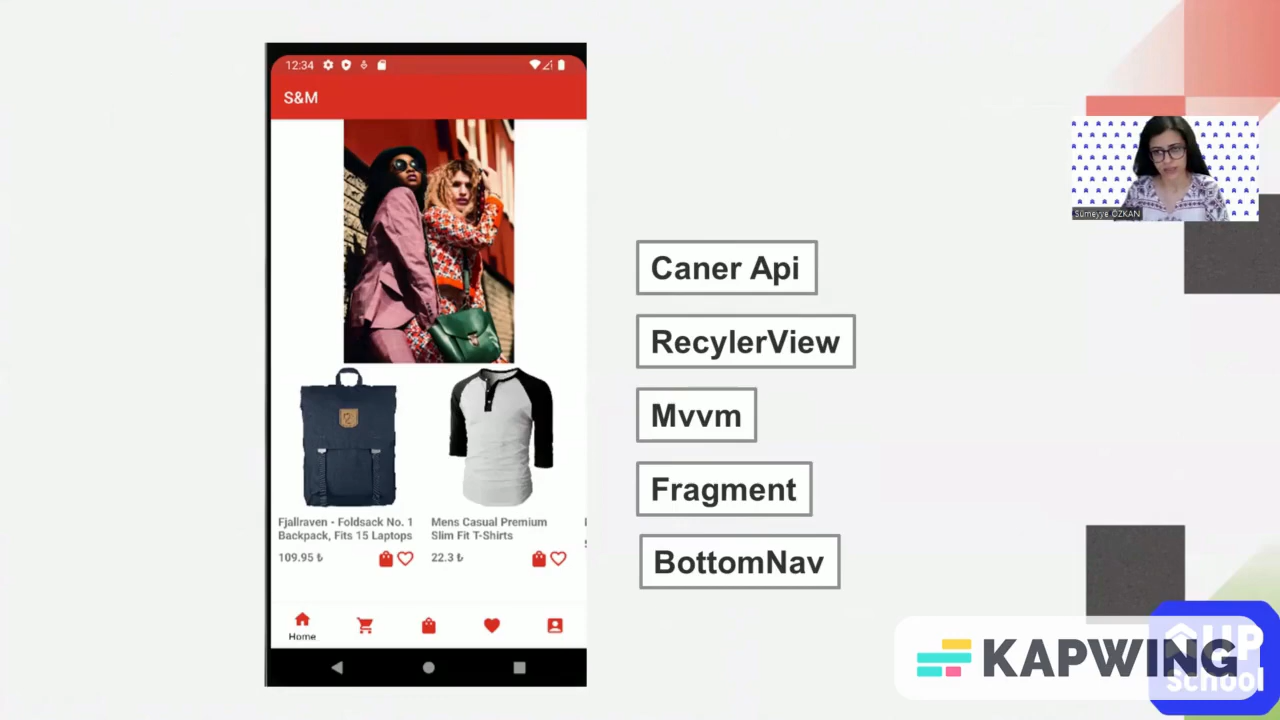 12:34
S&M
Fjallraven - Foldsack No. 1
Backpack, Fits 15 Laptops
109.95 ₺
Mens Casual Premium
Slim Fit T-Shirts
22.3 ₺
Home
Caner Api
RecylerView
Mvvm
Fragment
BottomNav
Sümeyye ÖZKAN
KAPWING
UP
School